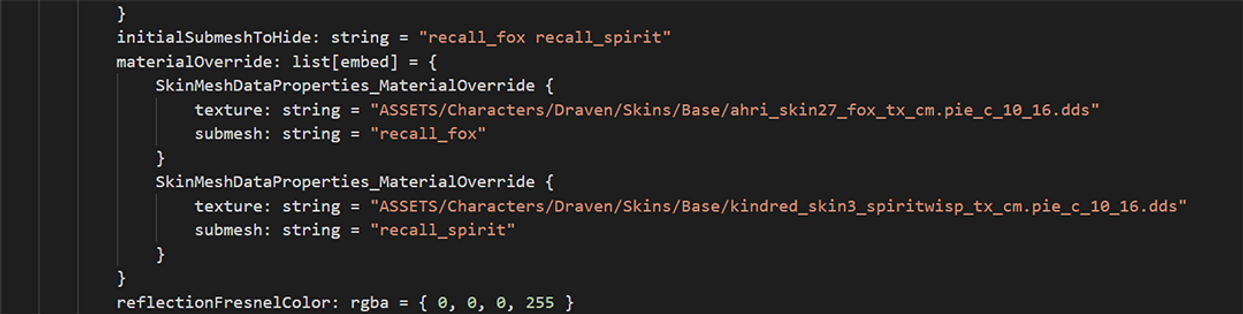 }
initialSubmeshToHide: string = "recall_fox recall_spirit"
materialOverride: list[embed] = {
SkinMeshDataProperties_MaterialOverride {
texture: string = "ASSETS/Characters/Draven/Skins/Base/ahri_skin27_fox_tx_cm.pie_c_10_16.dds"
submesh: string = "recall_fox"
}
SkinMeshDataProperties_MaterialOverride {
texture: string = "ASSETS/Characters/Draven/Skins/Base/kindred_skin3_spiritwisp_tx_cm.pie_c_10_16.dds"
submesh: string = "recall_spirit"
}
}
reflectionFresnelColor: rgba = { 0, 0, 0, 255 }